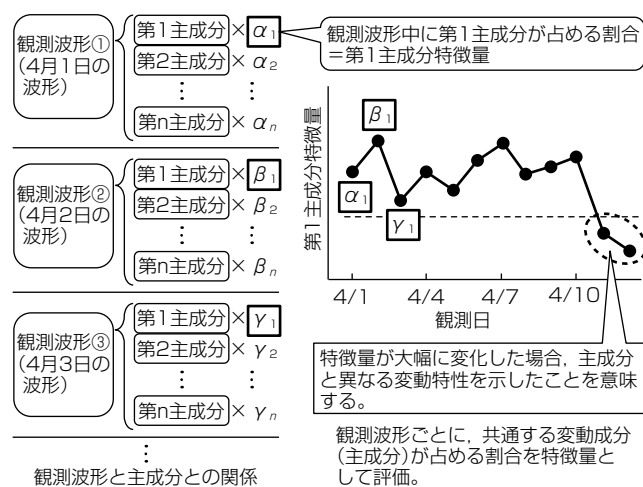 観測波形①
(4月1日の
波形)
第1主成分×α1
第2主成分×α2
⋮ ⋮
第n主成分×αn
観測波形②
(4月2日の
波形)
第1主成分×β1
第2主成分×β2
⋮ ⋮
第n主成分×βn
観測波形③
(4月3日の
波形)
第1主成分×γ1
第2主成分×γ2
⋮ ⋮
第n主成分×γn
⋮
観測波形と主成分との関係
観測波形中に第1主成分が占める割合
＝第1主成分特徴量
第1主成分特徴量
β1
α1
γ1
4/1 4/4 4/7 4/10
観測日
特徴量が大幅に変化した場合，主成分
と異なる変動特性を示したことを意味
する。
観測波形ごとに，共通する変動成分
(主成分)が占める割合を特徴量と
して評価。